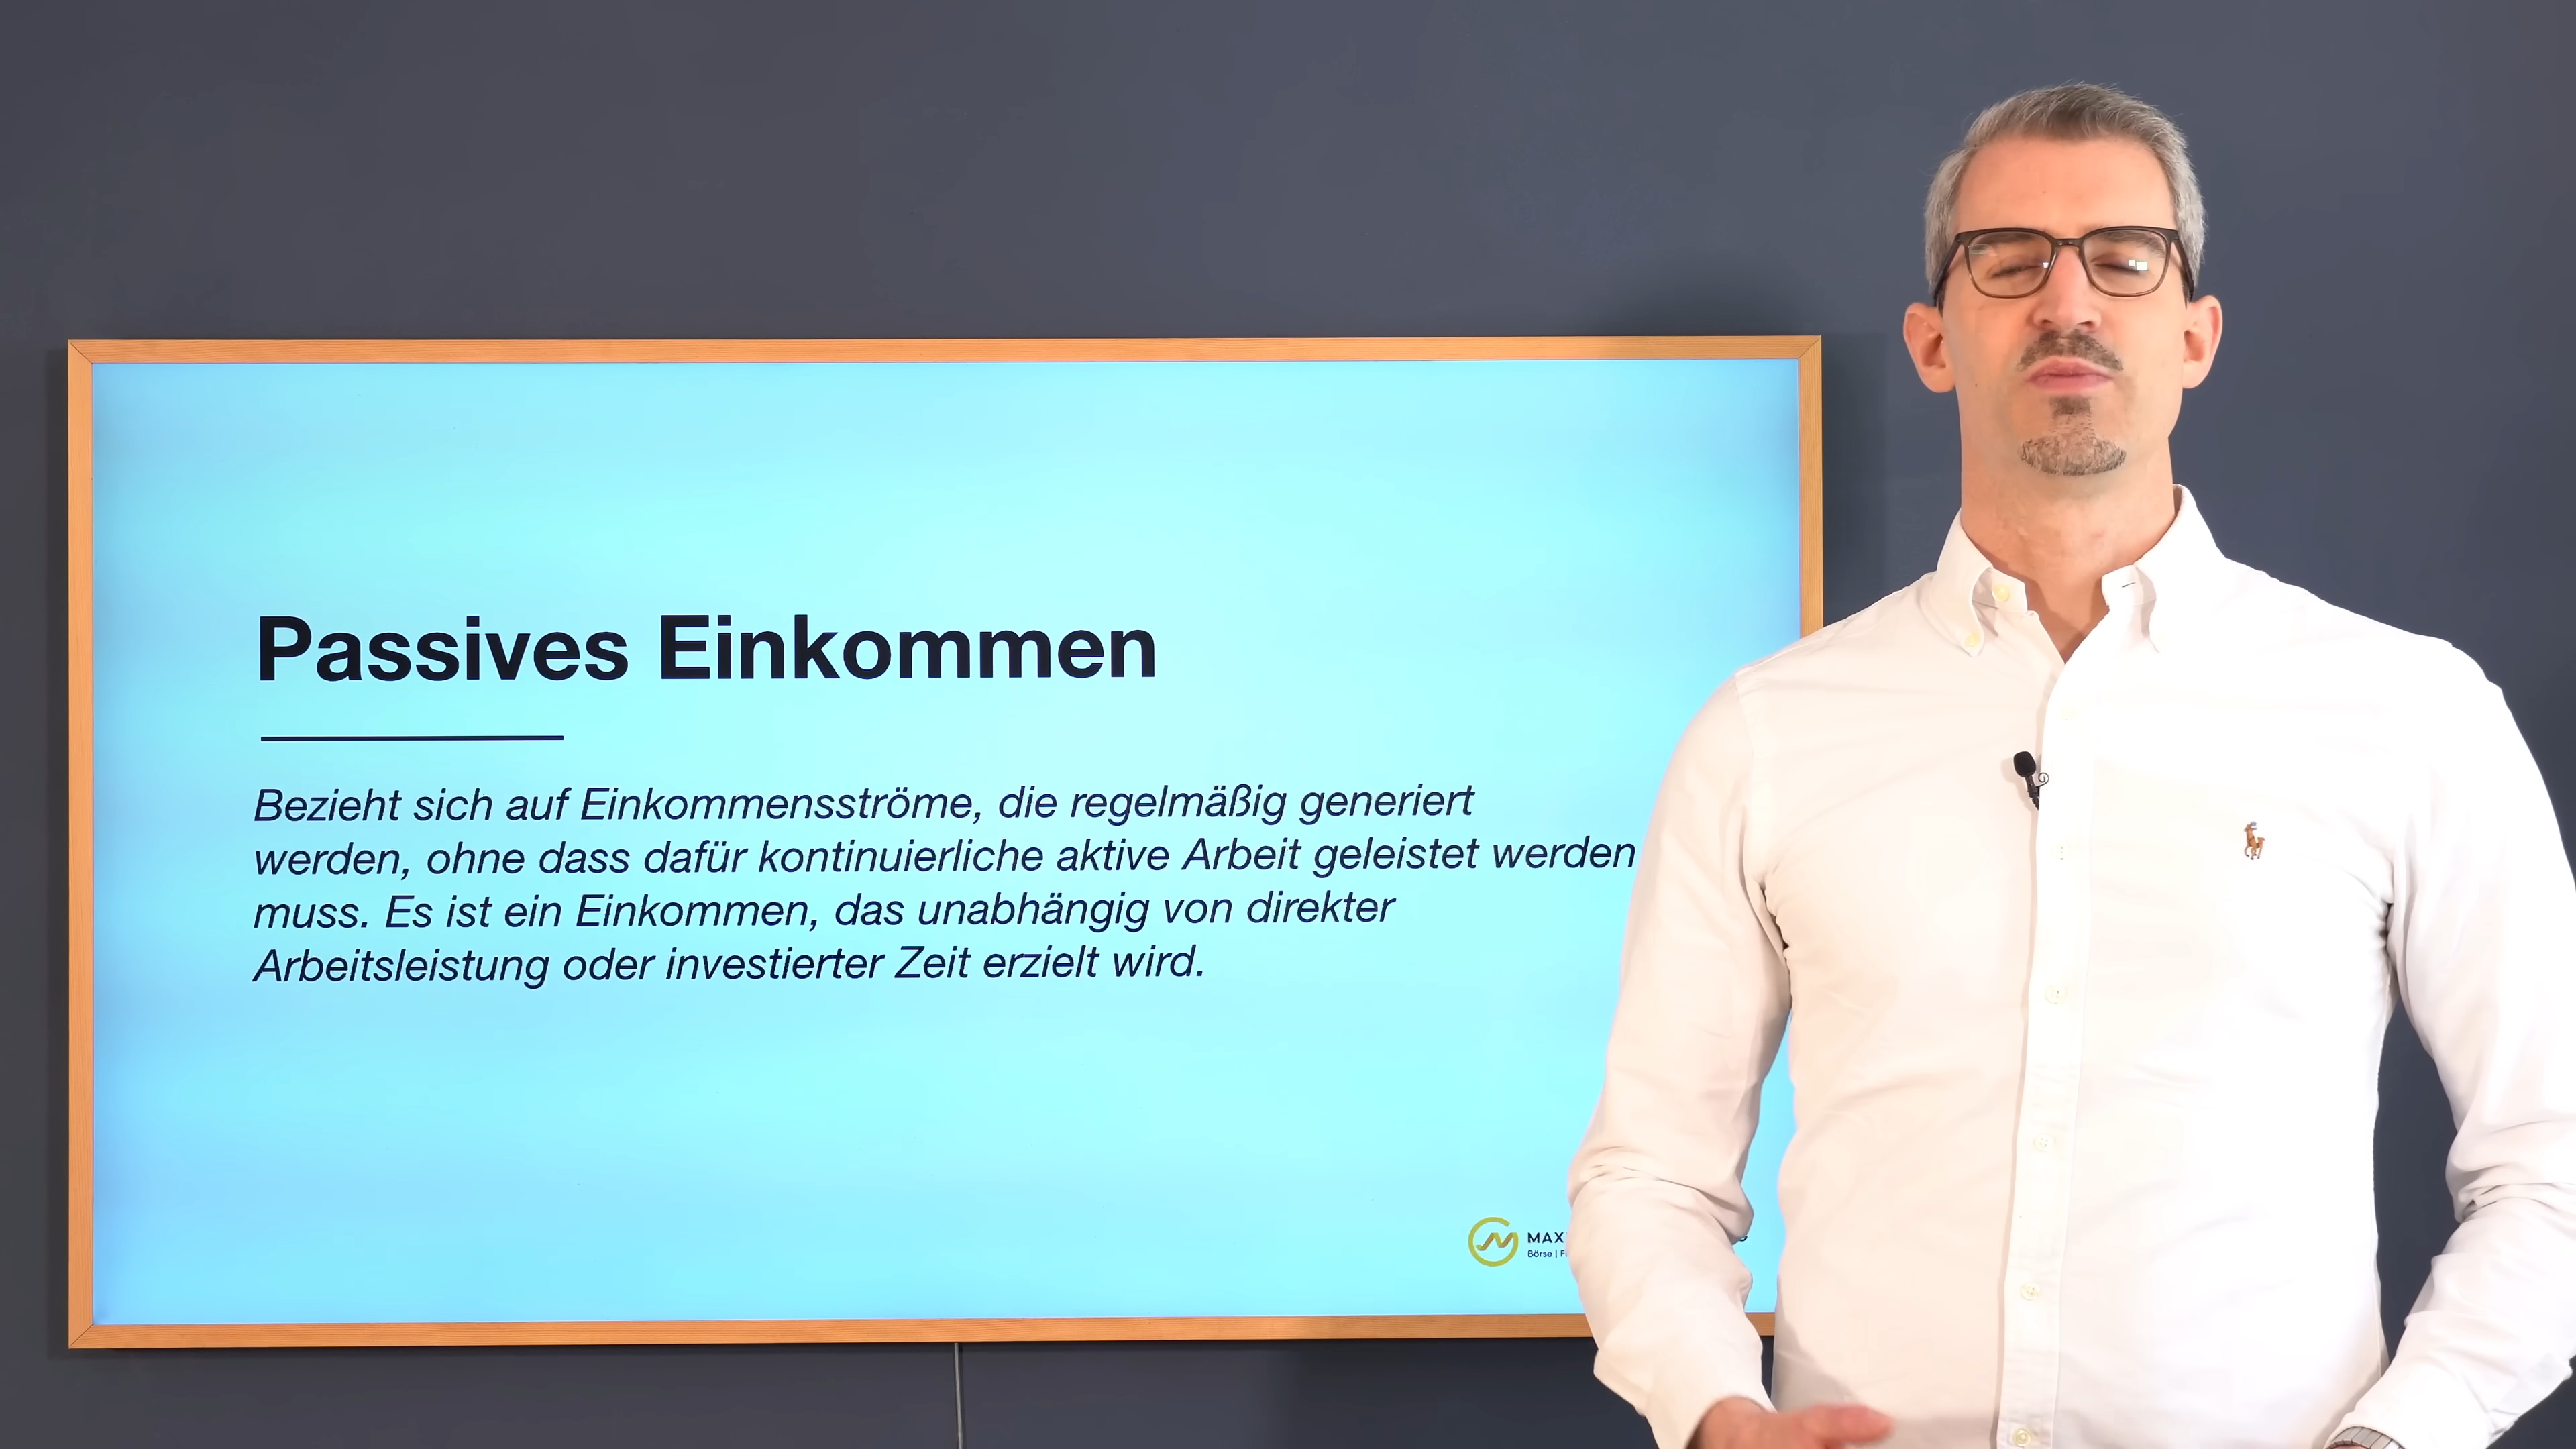 Passives Einkommen
Bezieht sich auf Einkommensströme, die regelmäßig generiert
werden, ohne dass dafür kontinuierliche aktive Arbeit geleistet werden
muss. Es ist ein Einkommen, das unabhängig von direkter
Arbeitsleistung oder investierter Zeit erzielt wird.
Börse |